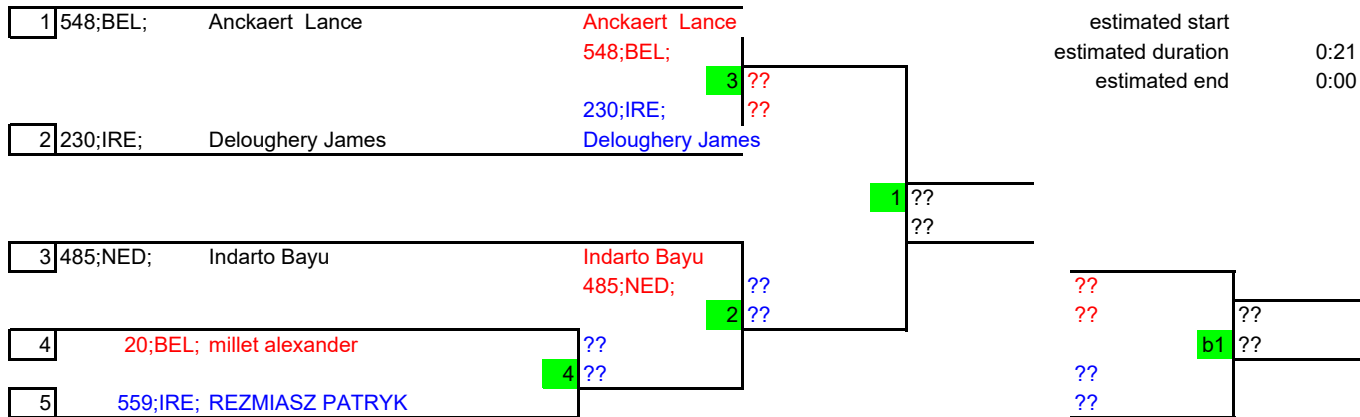 1 548;BEL; Anckaert  Lance Anckaert  Lance estimated start
548;BEL; estimated duration 0:21
3 ?? estimated end 0:00
230;IRE; ??
2 230;IRE; Deloughery James Deloughery James
1 ??
??
3 485;NED; Indarto Bayu Indarto Bayu
485;NED; ?? ??
2 ?? ?? ??
4 20;BEL; millet alexander ?? b1 ??
4 ?? ??
5 559;IRE; REZMIASZ PATRYK ??